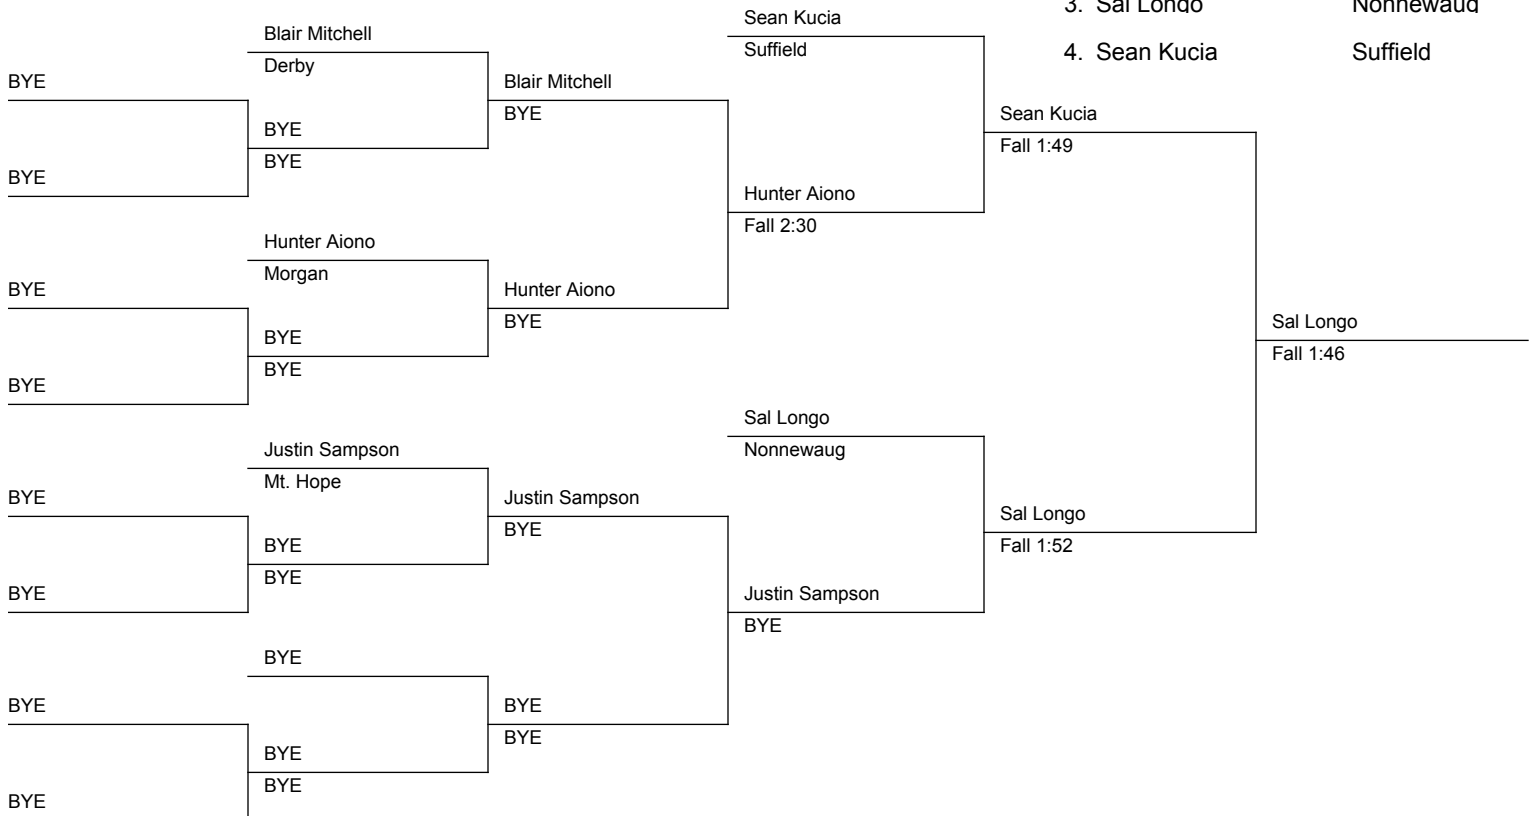 3. Sal Longo Nonnewaug
4. Sean Kucia Suffield
BYE
BYE
BYE
BYE
BYE
BYE
BYE
BYE
Blair Mitchell
Derby
BYE
BYE
Hunter Aiono
Morgan
BYE
BYE
Justin Sampson
Mt. Hope
BYE
BYE
BYE
BYE
BYE
Blair Mitchell
BYE
Hunter Aiono
BYE
Justin Sampson
BYE
BYE
BYE
Sean Kucia
Suffield
Hunter Aiono
Fall 2:30
Sal Longo
Nonnewaug
Justin Sampson
BYE
Sean Kucia
Fall 1:49
Sal Longo
Fall 1:52
Sal Longo
Fall 1:46